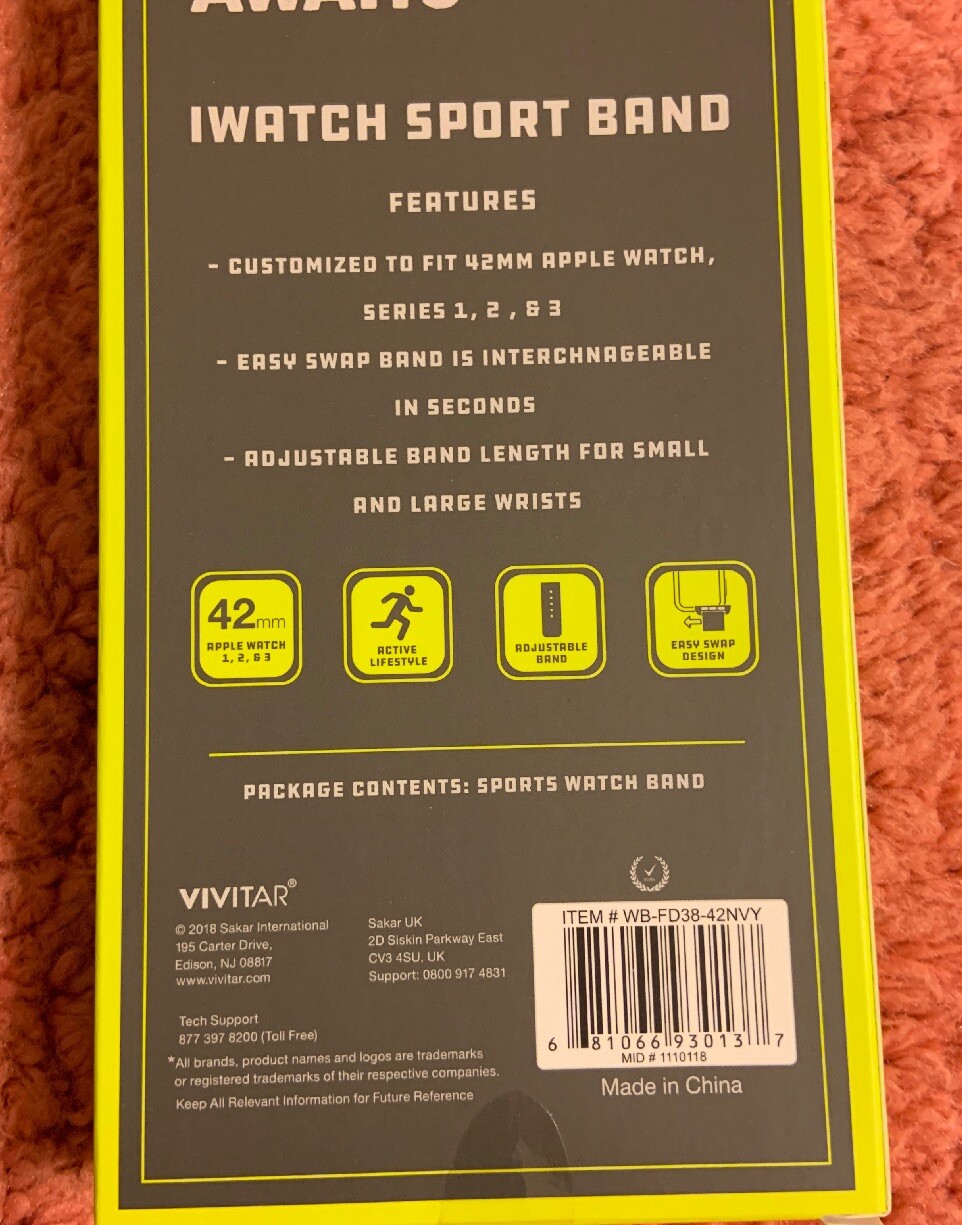 AWAITS
IWATCH SPORT BAND
FEATURES
- CUSTOMIZED TO FIT 42MM APPLE WATCH,
SERIES 1, 2 , & 3
- EASY SWAP BAND IS INTERCHNAGEABLE
IN SECONDS
- ADJUSTABLE BAND LENGTH FOR SMALL
AND LARGE WRISTS
42mm
APPLE WATCH
1, 2, & 3
ACTIVE
LIFESTYLE
ADJUSTABLE
BAND
EASY SWAP
DESIGN
PACKAGE CONTENTS: SPORTS WATCH BAND
VIVITAR®
© 2018 Sakar International
195 Carter Drive,
Edison, NJ 08817
www.vivitar.com
Sakar UK
2D Siskin Parkway East
CV3 4SU, UK
Support: 0800 917 4831
Tech Support
877 397 8200 (Toll Free)
*All brands, product names and logos are trademarks
or registered trademarks of their respective companies.
Keep All Relevant Information for Future Reference
ITEM # WB-FD38-42NVY
6 81066 93013 7
MID # 1110118
Made in China